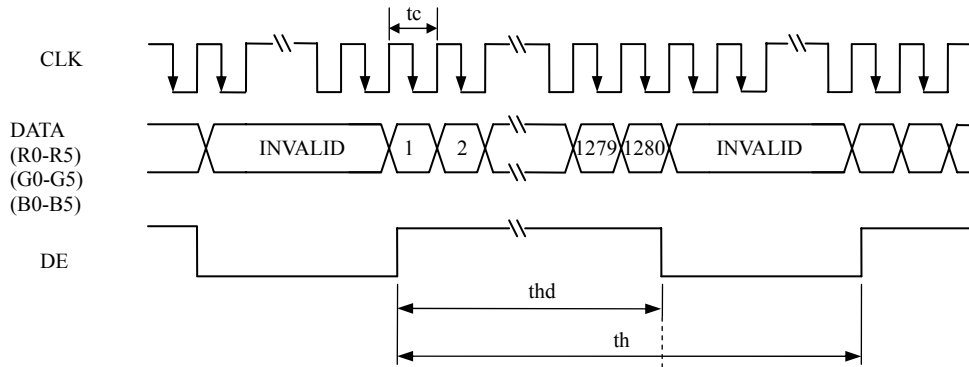 tc
CLK
DATA
(R0-R5)
(G0-G5)
(B0-B5)
INVALID 1 2 1279 1280 INVALID
DE
thd
th